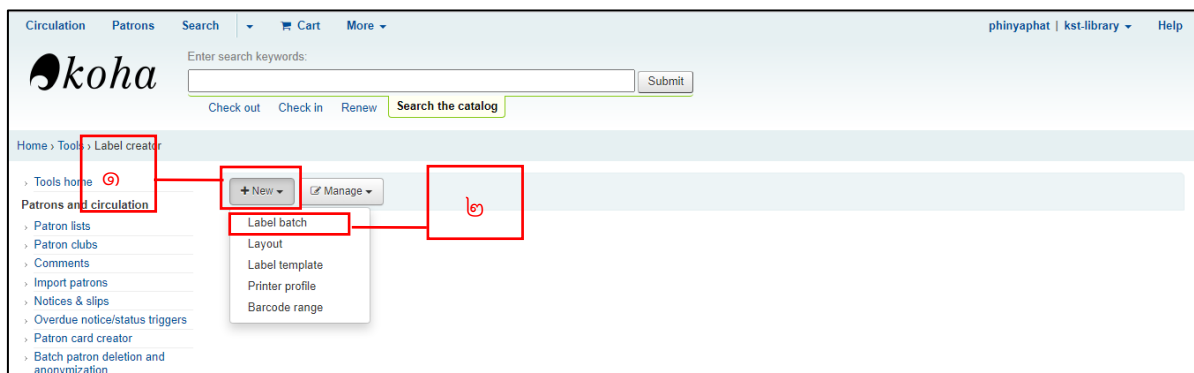 Circulation Patrons Search Cart More phinyaphat | kst-library Help
koha
Enter search keywords:
Submit
Check out Check in Renew Search the catalog
Home › Tools › Label creator
› Tools home
๑
+ New Manage
๒
Patrons and circulation
Label batch
› Patron lists
› Patron clubs
Layout
› Comments
Label template
› Import patrons
Printer profile
› Notices & slips
Barcode range
› Overdue notice/status triggers
› Patron card creator
› Batch patron deletion and
anonymization